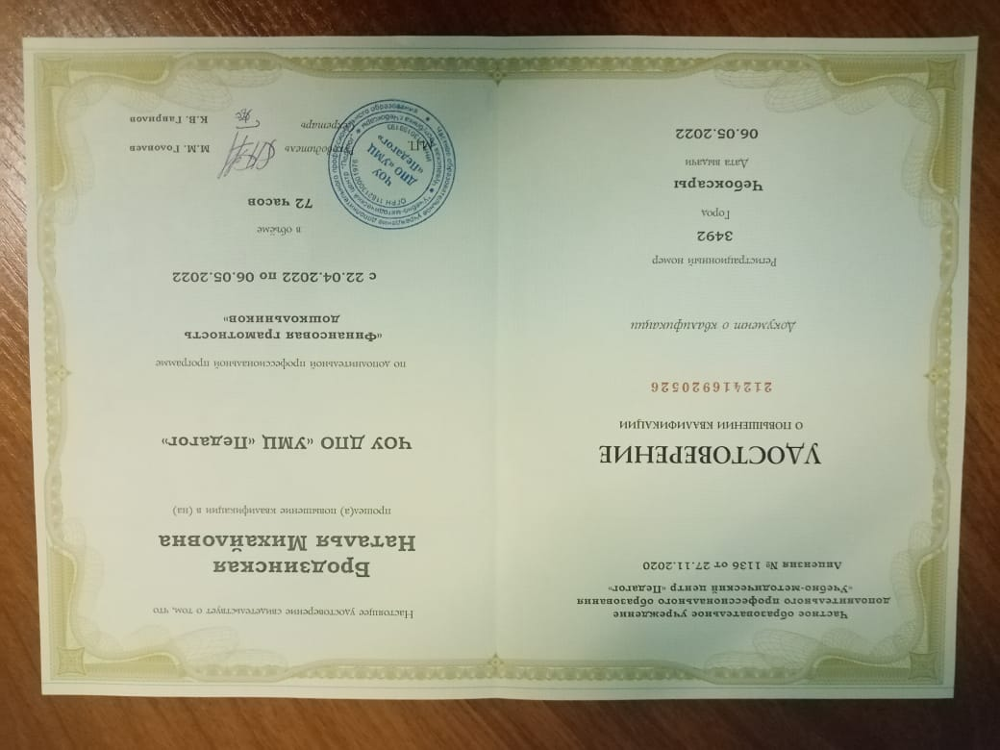 Частное образовательное учреждение
дополнительного профессионального образования
«Учебно-методический центр «Педагог»
Лицензия № 1136 от 27.11.2020
УДОСТОВЕРЕНИЕ
О ПОВЫШЕНИИ КВАЛИФИКАЦИИ
212416920526
Документ о квалификации
Регистрационный номер
3492
Город
Чебоксары
Дата выдачи
06.05.2022
Настоящее удостоверение свидетельствует о том, что
Бродзинская
Наталья Михайловна
прошел(а) повышение квалификации в (на)
ЧОУ ДПО «УМЦ «Педагог»
по дополнительной профессиональной программе
«Финансовая грамотность
дошкольников»
с 22.04.2022 по 06.05.2022
в объёме
72 часов
М.П.
Руководитель М.М. Головлев
Секретарь К.В. Гаврилов
ЧОУ
ДПО «УМЦ
«Педагог»